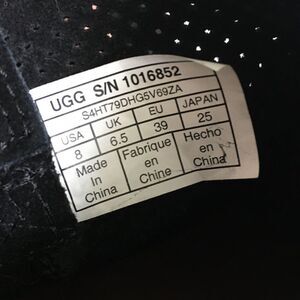 UGG S/N 1016852
S4HT79DHG5V69ZA
USA UK EU JAPAN
8 6.5 39 25
Made In China Fabrique en Chine Hecho en China